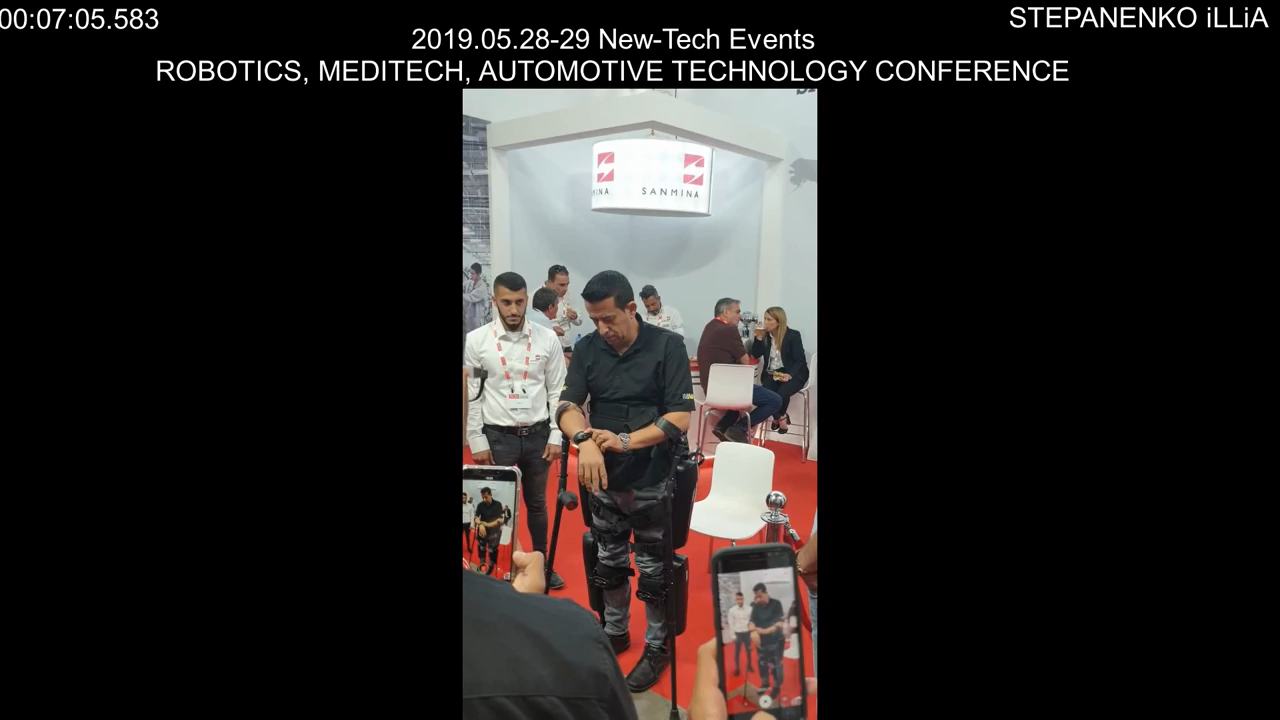 00:07:05.583
STEPANENKO iLLiA
2019.05.28-29 New-Tech Events
ROBOTICS, MEDITECH, AUTOMOTIVE TECHNOLOGY CONFERENCE
MINA
SANMINA